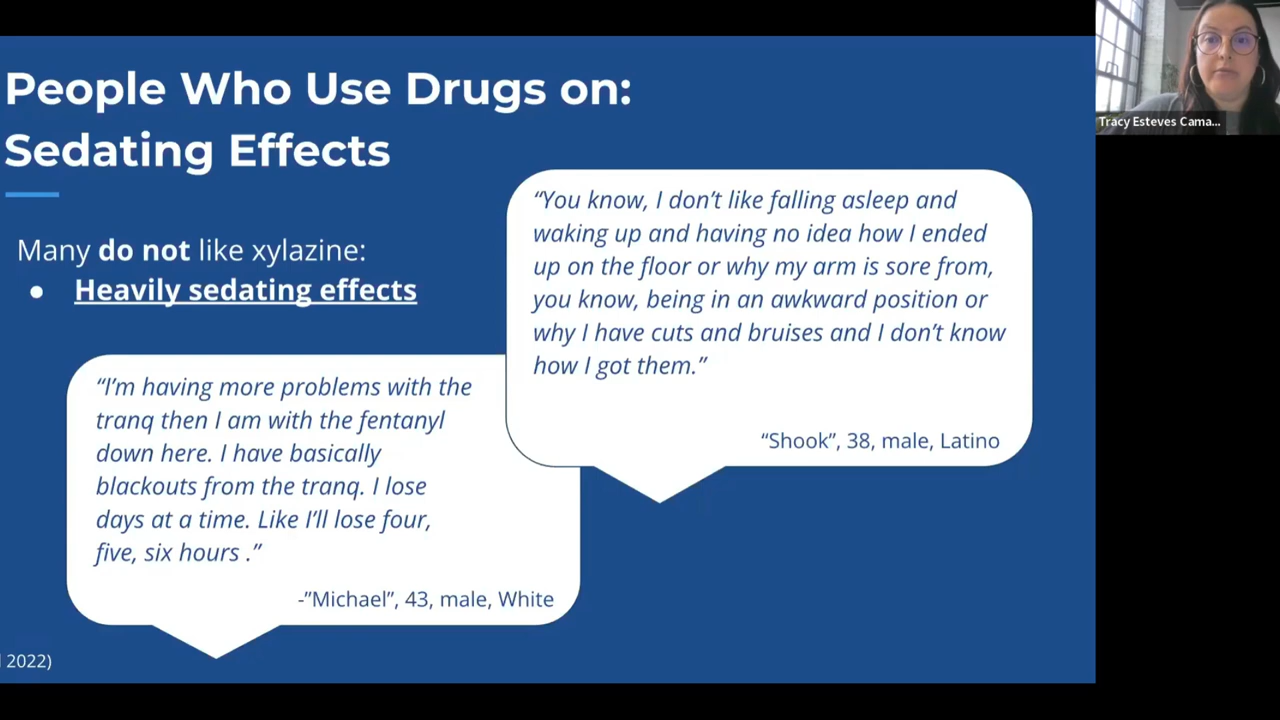 People Who Use Drugs on:
Sedating Effects
Many do not like xylazine:
● Heavily sedating effects
“You know, I don’t like falling asleep and
waking up and having no idea how I ended
up on the floor or why my arm is sore from,
you know, being in an awkward position or
why I have cuts and bruises and I don’t know
how I got them.”
“Shook”, 38, male, Latino
“I’m having more problems with the
tranq then I am with the fentanyl
down here. I have basically
blackouts from the tranq. I lose
days at a time. Like I’ll lose four,
five, six hours .”
-”Michael”, 43, male, White
2022)
Tracy Esteves Cama...